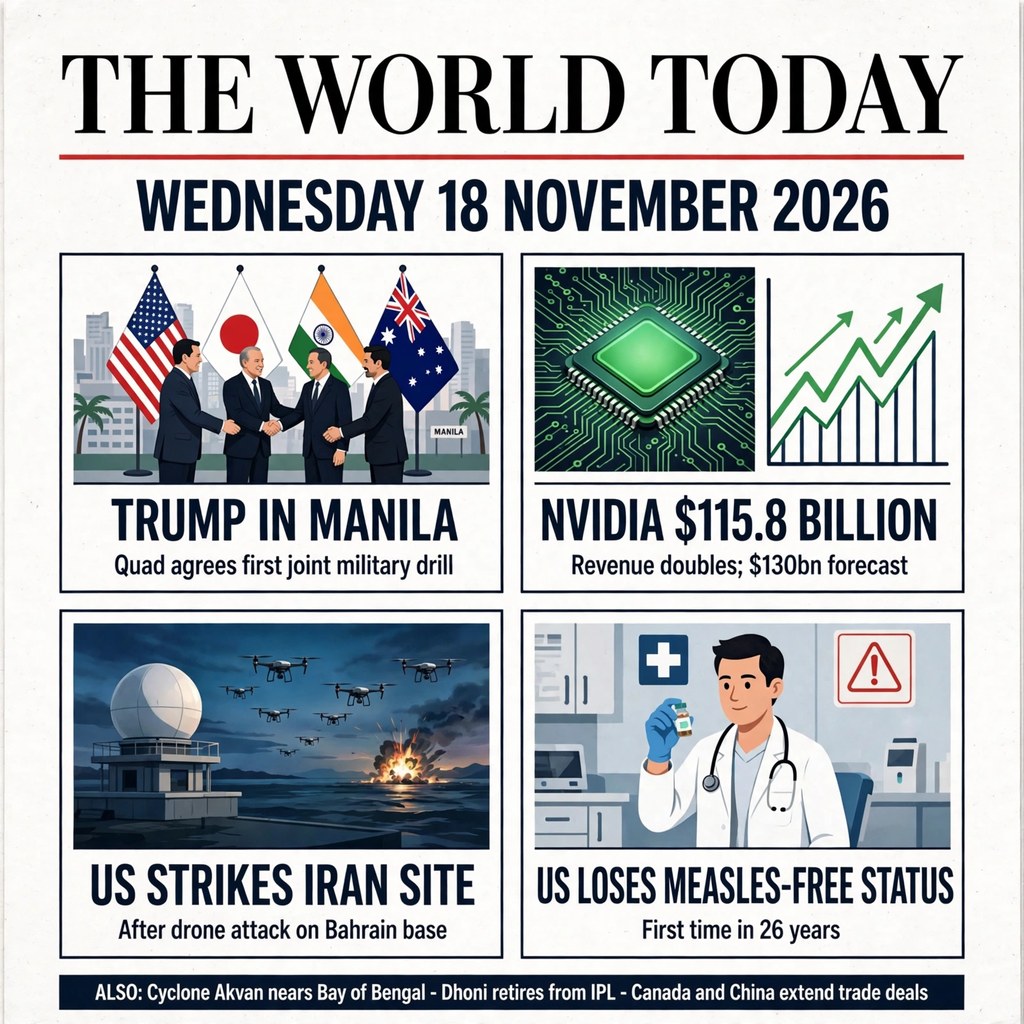 THE WORLD TODAY
WEDNESDAY 18 NOVEMBER 2026
MANILA
TRUMP IN MANILA
Quad agrees first joint military drill
NVIDIA $115.8 BILLION
Revenue doubles; $130bn forecast
US STRIKES IRAN SITE
After drone attack on Bahrain base
US LOSES MEASLES-FREE STATUS
First time in 26 years
ALSO: Cyclone Akvan nears Bay of Bengal - Dhoni retires from IPL - Canada and China extend trade deals